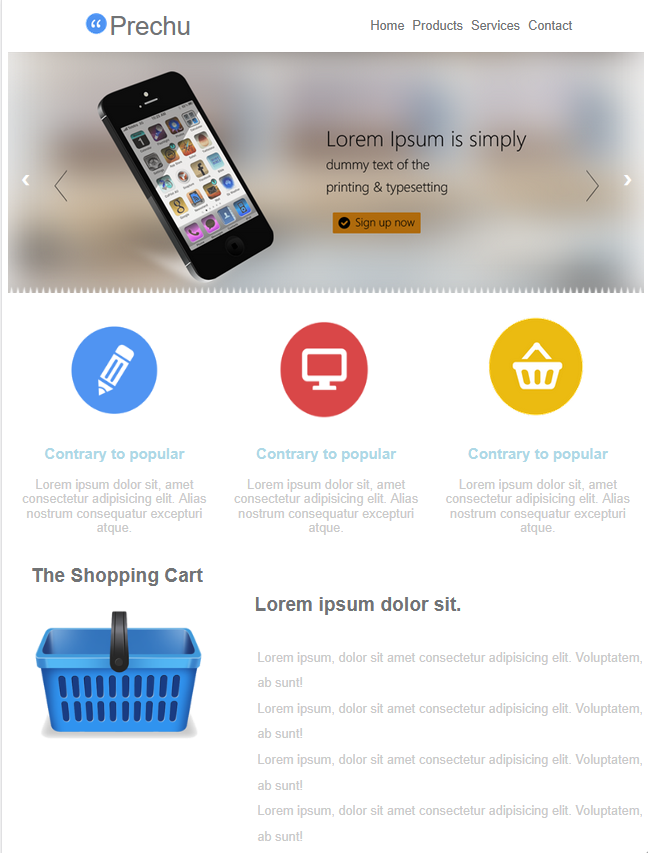 Prechu
Home Products Services Contact
Lorem Ipsum is simply
dummy text of the
printing & typesetting
Sign up now
Contrary to popular
Lorem ipsum dolor sit, amet
consectetur adipisicing elit. Alias
nostrum consequatur excepturi
atque.
Contrary to popular
Lorem ipsum dolor sit, amet
consectetur adipisicing elit. Alias
nostrum consequatur excepturi
atque.
Contrary to popular
Lorem ipsum dolor sit, amet
consectetur adipisicing elit. Alias
nostrum consequatur excepturi
atque.
The Shopping Cart
Lorem ipsum dolor sit.
Lorem ipsum, dolor sit amet consectetur adipisicing elit. Voluptatem,
ab sunt!
Lorem ipsum, dolor sit amet consectetur adipisicing elit. Voluptatem,
ab sunt!
Lorem ipsum, dolor sit amet consectetur adipisicing elit. Voluptatem,
ab sunt!
Lorem ipsum, dolor sit amet consectetur adipisicing elit. Voluptatem,
ab sunt!